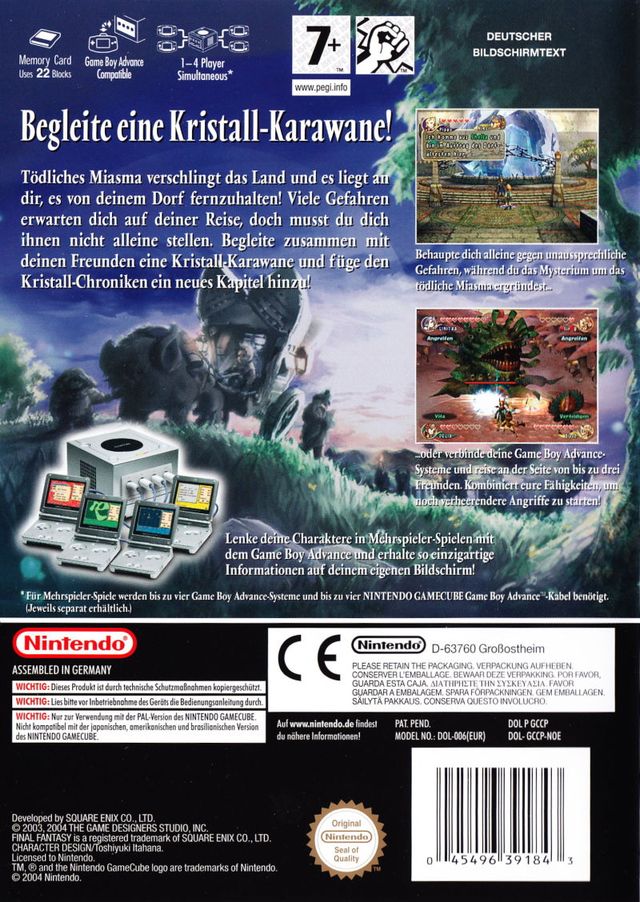 Memory Card
Uses 22 Blocks
Game Boy Advance
Compatible
1–4 Player
Simultaneous*
7+
™
www.pegi.info
™
DEUTSCHER
BILDSCHIRMTEXT
Begleite eine Kristall-Karawane!
Tödliches Miasma verschlingt das Land und es liegt an
dir, es von deinem Dorf fernzuhalten! Viele Gefahren
erwarten dich auf deiner Reise, doch musst du dich
ihnen nicht alleine stellen. Begleite zusammen mit
deinen Freunden eine Kristall-Karawane und füge den
Kristall-Chroniken ein neues Kapitel hinzu!
Behaupte dich alleine gegen unaussprechliche
Gefahren, während du das Mysterium um das
tödliche Miasma ergründest...
Angreifen
Angreifen
Vita
Verteidigen
...oder verbinde deine Game Boy Advance-
Systeme und reise an der Seite von bis zu drei
Freunden. Kombiniert eure Fähigkeiten, um
noch verheerendere Angriffe zu starten!
Lenke deine Charaktere in Mehrspieler-Spielen mit
dem Game Boy Advance und erhalte so einzigartige
Informationen auf deinem eigenen Bildschirm!
*Für Mehrspieler-Spiele werden bis zu vier Game Boy Advance-Systeme und bis zu vier NINTENDO GAMECUBE Game Boy Advance™-Kabel benötigt.
(Jeweils separat erhältlich.)
Nintendo®
ASSEMBLED IN GERMANY
WICHTIG: Dieses Produkt ist durch technische Schutzmaßnahmen kopiergeschützt.
WICHTIG: Lies bitte vor Inbetriebnahme des Geräts die Bedienungsanleitung durch.
WICHTIG: Nur zur Verwendung mit der PAL-Version des NINTENDO GAMECUBE.
Nicht kompatibel mit der japanischen, amerikanischen und brasilianischen Version
des NINTENDO GAMECUBE.
CE
Nintendo® D-63760 Großostheim
PLEASE RETAIN THE PACKAGING. VERPACKUNG AUFHEBEN.
CONSERVER L'EMBALLAGE. BEWAAR DEZE VERPAKKING. POR FAVOR,
GUARDA ESTA CAJA. ΔΙΑΤΗΡΗΣΤΕ ΤΗΝ ΣΥΣΚΕΥΑΣΙΑ. FAVOR
GUARDAR A EMBALAGEM. SPARA FÖRPACKNINGEN. GEM EMBALLAGEN.
SÄILYTÄ PAKKAUS. CONSERVA QUESTO INVOLUCRO.
Auf www.nintendo.de findest
du nähere Informationen!
PAT. PEND.
MODEL NO.: DOL-006(EUR)
DOL P GCCP
DOL- GCCP-NOE
Developed by SQUARE ENIX CO., LTD.
© 2003, 2004 THE GAME DESIGNERS STUDIO, INC.
FINAL FANTASY is a registered trademark of SQUARE ENIX CO., LTD.
CHARACTER DESIGN/Toshiyuki Itahana.
Licensed to Nintendo.
TM, ® and the Nintendo GameCube logo are trademarks of Nintendo.
© 2004 Nintendo.
Original
Nintendo®
Seal of
Quality
™
0 45496 39184 3